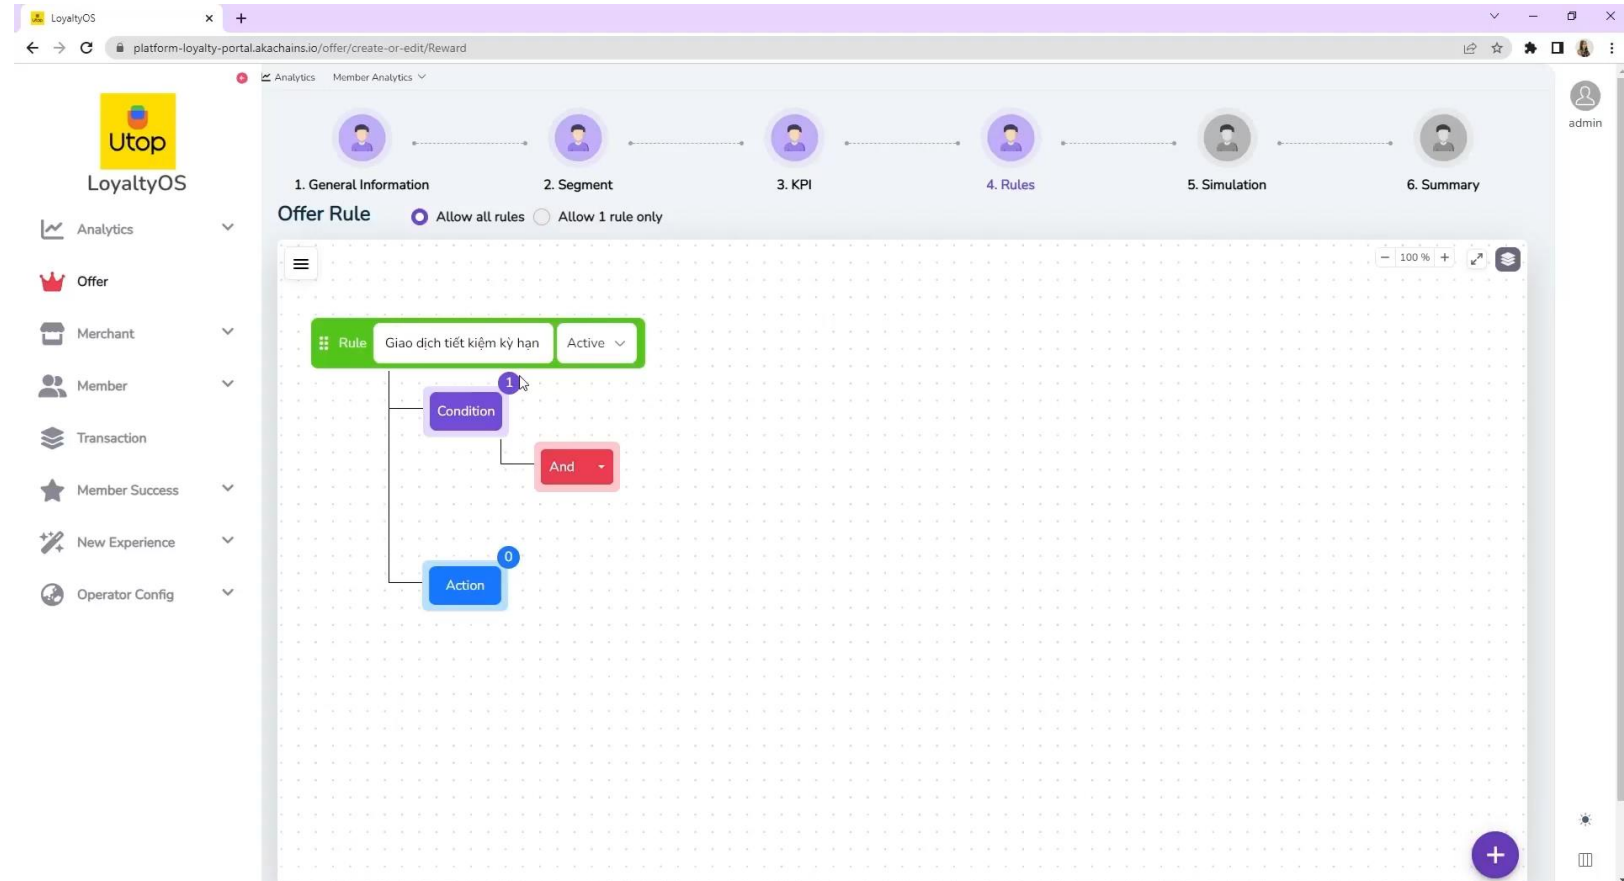 LoyaltyOS
platform-loyalty-portal.akachains.io/offer/create-or-edit/Reward
Analytics Member Analytics
admin
Utop
LoyaltyOS
1. General Information 2. Segment 3. KPI 4. Rules 5. Simulation 6. Summary
Offer Rule Allow all rules Allow 1 rule only
Analytics
Offer
Merchant
Member
Transaction
Member Success
New Experience
Operator Config
100 %
Rule Giao dịch tiết kiệm kỳ hạn Active
1
Condition
And
0
Action